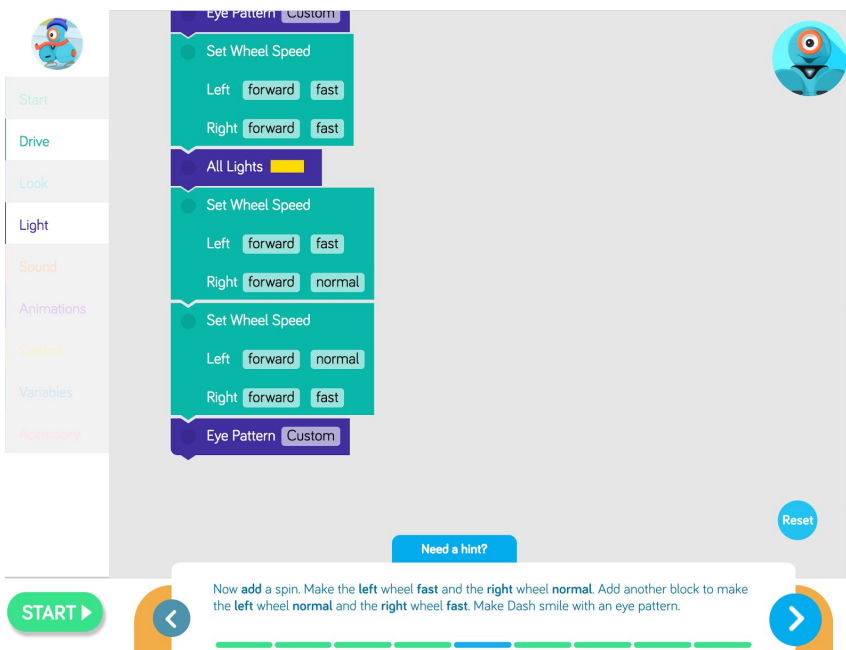 Eye Pattern Custom
Set Wheel Speed
Left forward fast
Right forward fast
All Lights
Set Wheel Speed
Left forward fast
Right forward normal
Set Wheel Speed
Left forward normal
Right forward fast
Eye Pattern Custom
Start
Drive
Look
Light
Sound
Animations
Control
Variables
Accessory
Reset
Need a hint?
Now add a spin. Make the left wheel fast and the right wheel normal. Add another block to make
the left wheel normal and the right wheel fast. Make Dash smile with an eye pattern.
START